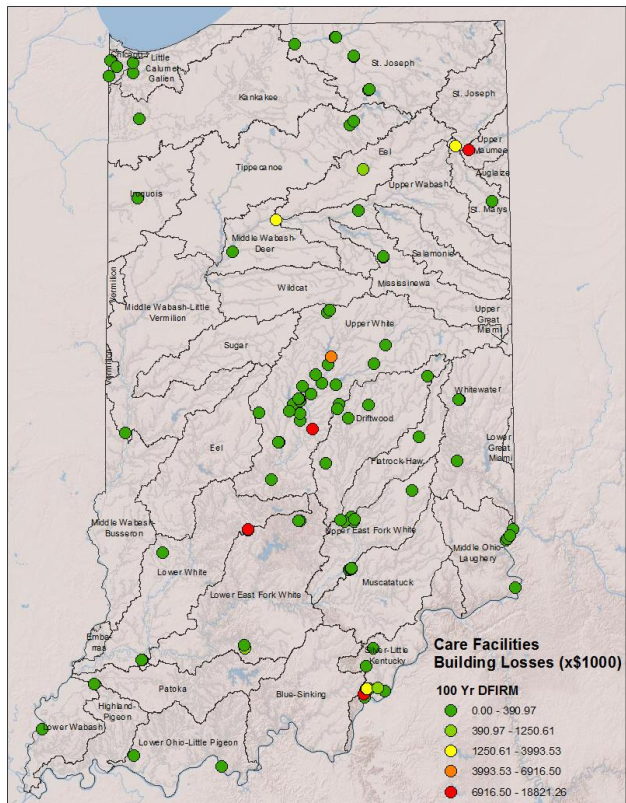 Chicago
Little
Calumet-
Galien
St. Joseph
Kankakee
St. Joseph
Upper
Maumee
Eel
Tippecanoe
Auglaize
Upper Wabash
Iroquois
St. Marys
Middle Wabash-
Deer
Salamonie
Vermilion
Mississinewa
Wildcat
Middle Wabash-Little
Vermilion
Upper
Great
Miami
Upper White
Sugar
Vermilion
Whitewater
Driftwood
Eel
Lower
Great
Miami
Flatrock-Haw
Middle Wabash-
Busseron
Upper East Fork White
Middle Ohio-
Laughery
Lower White
Muscatatuck
Lower East Fork White
Emba-
rras
Silver-Little
Kentucky
Care Facilities
Building Losses (x$1000)
Patoka
Blue-Sinking
100 Yr DFIRM
Highland-
Pigeon
0.00 - 390.97
390.97 - 1250.61
Lower Wabash
Lower Ohio-Little Pigeon
1250.61 - 3993.53
3993.53 - 6916.50
6916.50 - 18821.26